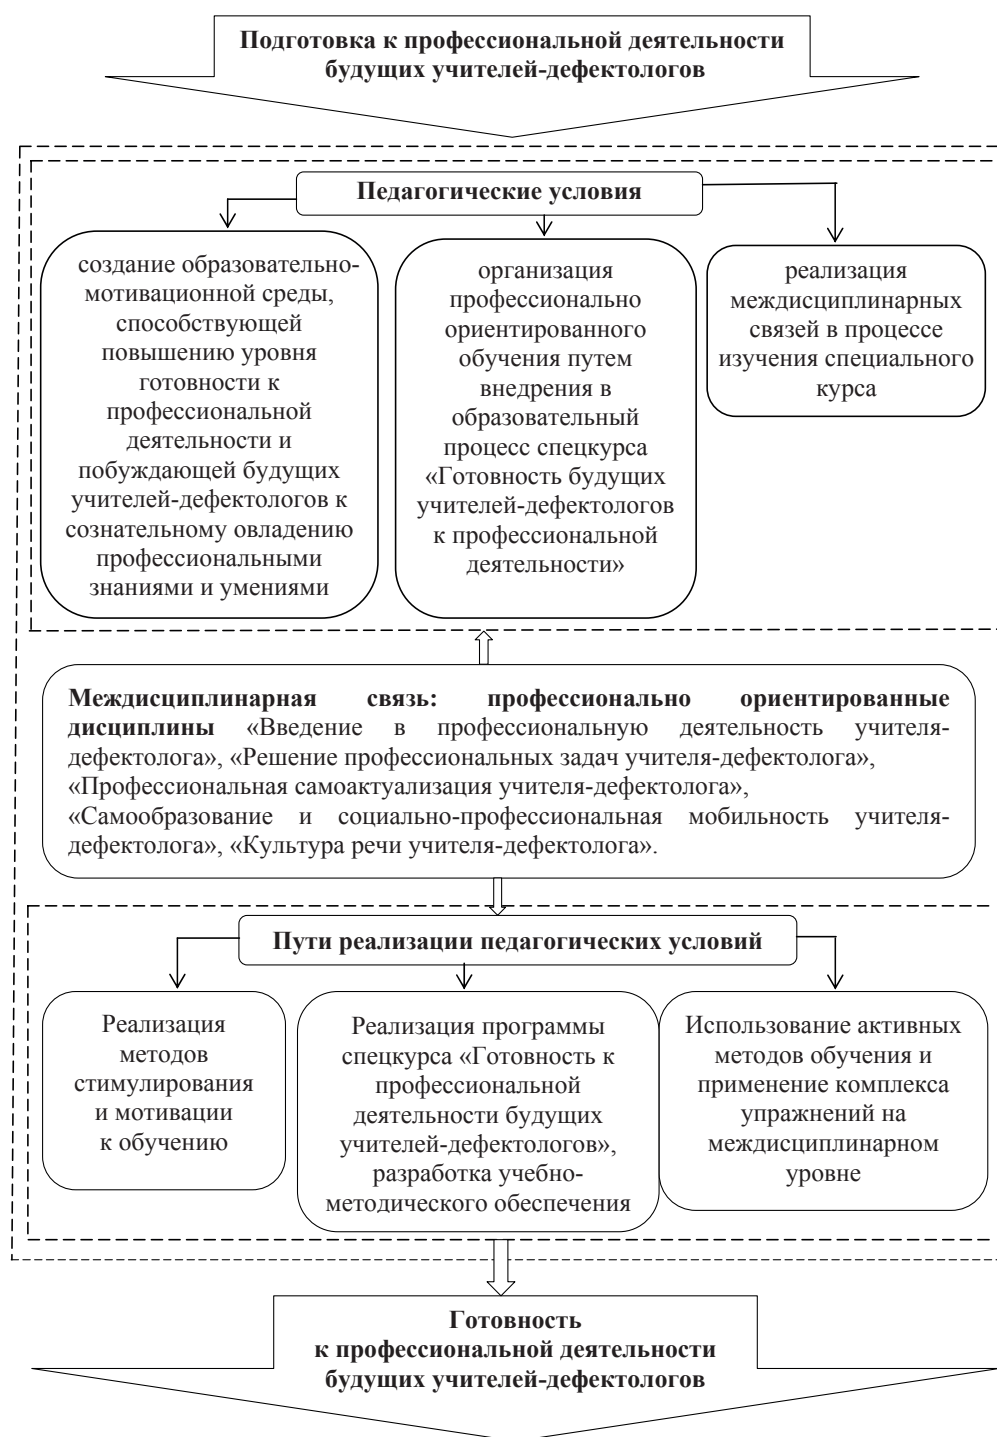 Подготовка к профессиональной деятельности
будущих учителей-дефектологов
Педагогические условия
создание образовательно-
мотивационной среды,
способствующей
повышению уровня
готовности к
профессиональной
деятельности и
побуждающей будущих
учителей-дефектологов к
сознательному овладению
профессиональными
знаниями и умениями
организация
профессионально
ориентированного
обучения путем
внедрения в
образовательный
процесс спецкурса
«Готовность будущих
учителей-дефектологов
к профессиональной
деятельности»
реализация
междисциплинарных
связей в процессе
изучения специального
курса
Междисциплинарная связь: профессионально ориентированные
дисциплины «Введение в профессиональную деятельность учителя-
дефектолога», «Решение профессиональных задач учителя-дефектолога»,
«Профессиональная самоактуализация учителя-дефектолога»,
«Самообразование и социально-профессиональная мобильность учителя-
дефектолога», «Культура речи учителя-дефектолога».
Пути реализации педагогических условий
Реализация
методов
стимулирования
и мотивации
к обучению
Реализация программы
спецкурса «Готовность к
профессиональной
деятельности будущих
учителей-дефектологов»,
разработка учебно-
методического обеспечения
Использование активных
методов обучения и
применение комплекса
упражнений на
междисциплинарном
уровне
Готовность
к профессиональной деятельности
будущих учителей-дефектологов